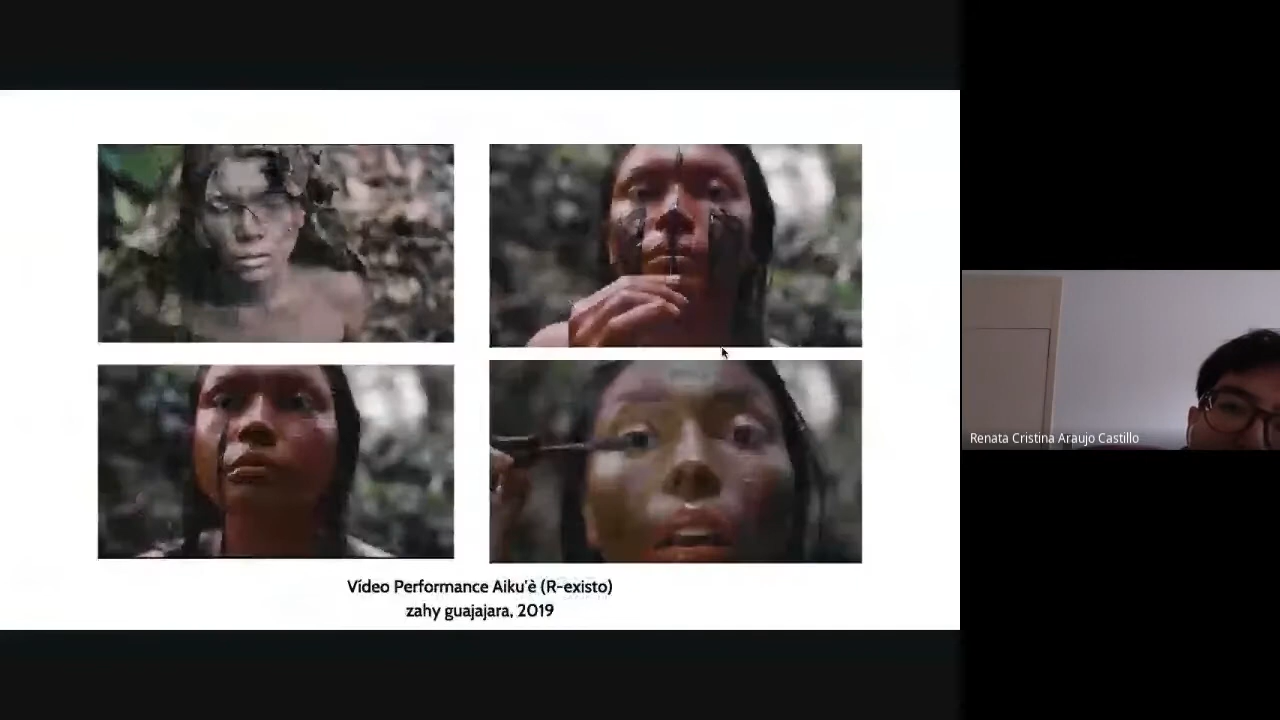 Vídeo Performance Aiku'è (R-existo)
zahy guajajara, 2019
Renata Cristina Araujo Castillo